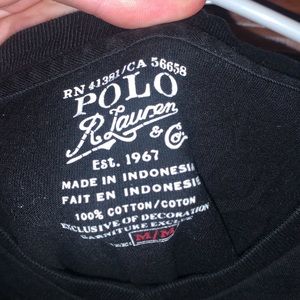 RN 41381/CA 56658
POLO
R. Lauren
& Co.
EST. 1967
MADE IN INDONESIA
FAIT EN INDONESIE
100% COTTON/COTON
EXCLUSIVE OF DECORATION
GARNITURE
M/M